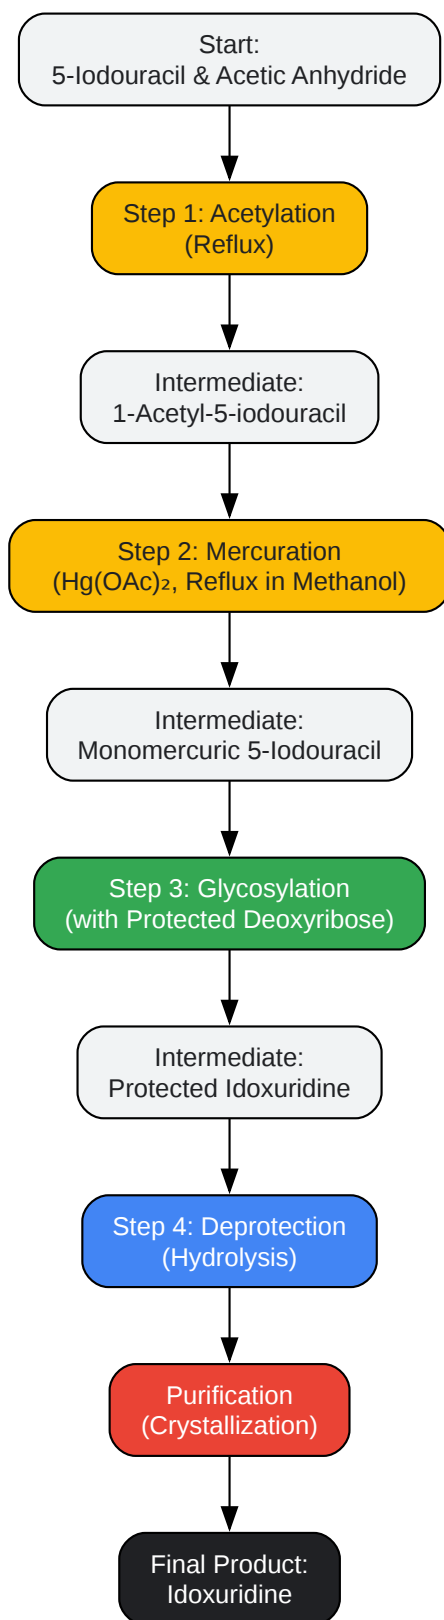 Start:
5-Iodouracil & Acetic Anhydride
Step 1: Acetylation
(Reflux)
Intermediate:
1-Acetyl-5-iodouracil
Step 2: Mercuration
(Hg(OAc)₂, Reflux in Methanol)
Intermediate:
Monomercuric 5-Iodouracil
Step 3: Glycosylation
(with Protected Deoxyribose)
Intermediate:
Protected Idoxuridine
Step 4: Deprotection
(Hydrolysis)
Purification
(Crystallization)
Final Product:
Idoxuridine